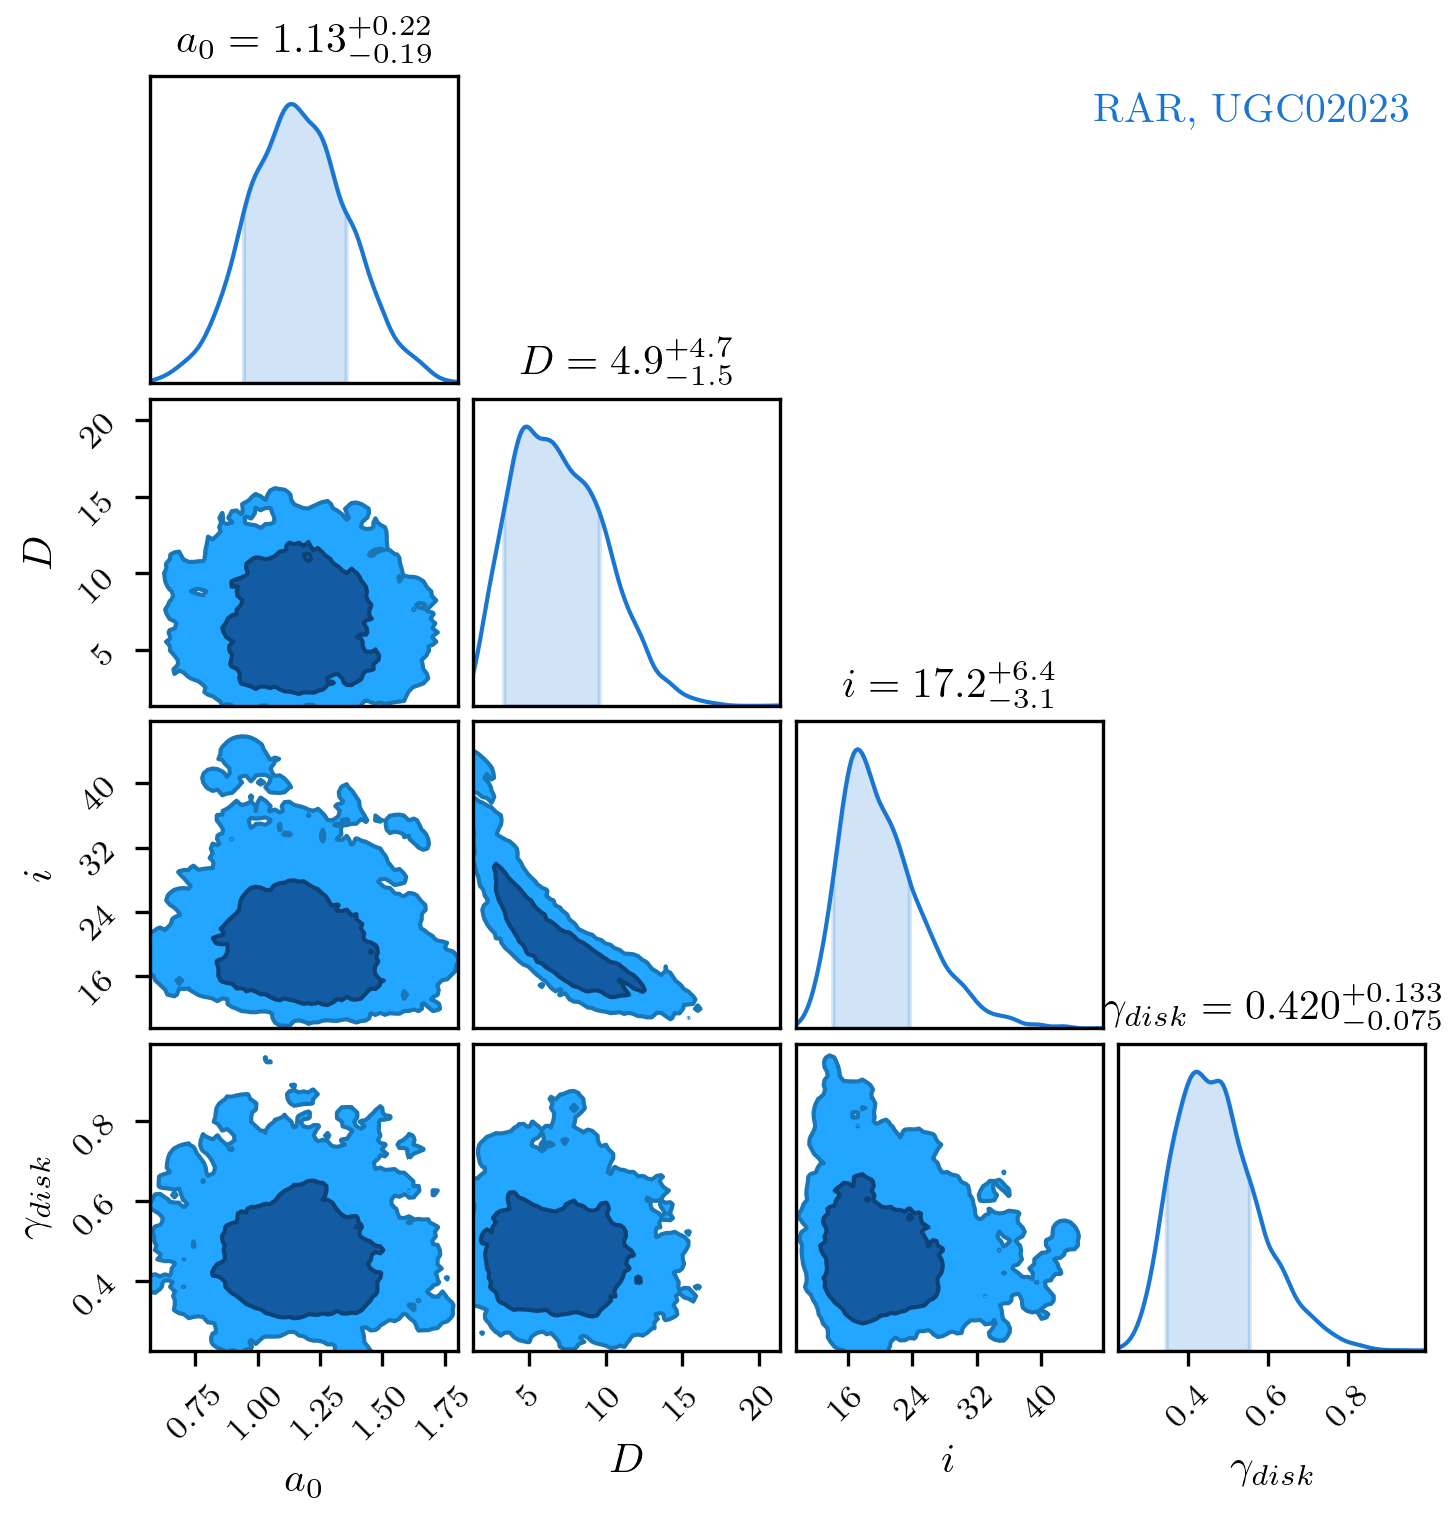 a_0 = 1.13^{+0.22}_{-0.19}
RAR, UGC02023
D = 4.9^{+4.7}_{-1.5}
20
15
10
5
D
i = 17.2^{+6.4}_{-3.1}
40
32
24
16
i
γ_{disk} = 0.420^{+0.133}_{-0.075}
0.8
0.6
0.4
γ_{disk}
0.75 1.00 1.25 1.50 1.75
5 10 15 20
16 24 32 40
0.4 0.6 0.8
a_0
D
i
γ_{disk}